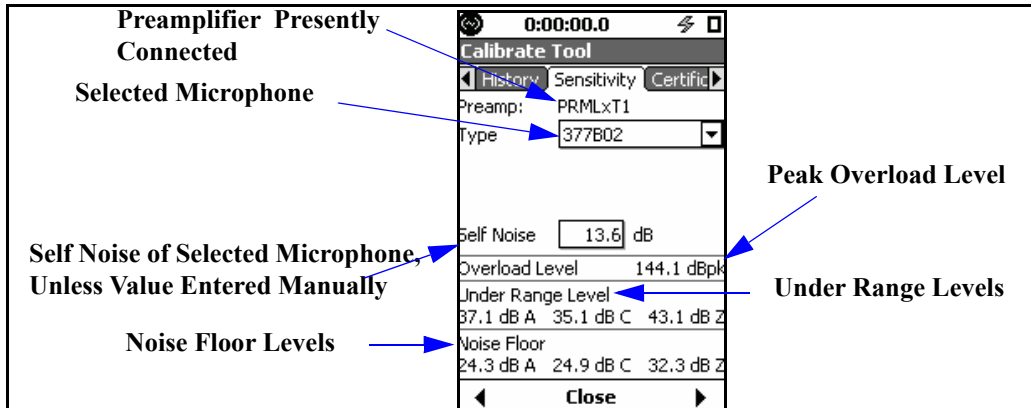 Preamplifier Presently
Connected
Selected Microphone
Self Noise of Selected Microphone,
Unless Value Entered Manually
Noise Floor Levels
0:00:00.0
Calibrate Tool
History Sensitivity Certific
Preamp: PRMLxT1
Type 377B02
Self Noise 13.6 dB
Overload Level 144.1 dBpk
Under Range Level
37.1 dB A 35.1 dB C 43.1 dB Z
Noise Floor
24.3 dB A 24.9 dB C 32.3 dB Z
Close
Peak Overload Level
Under Range Levels